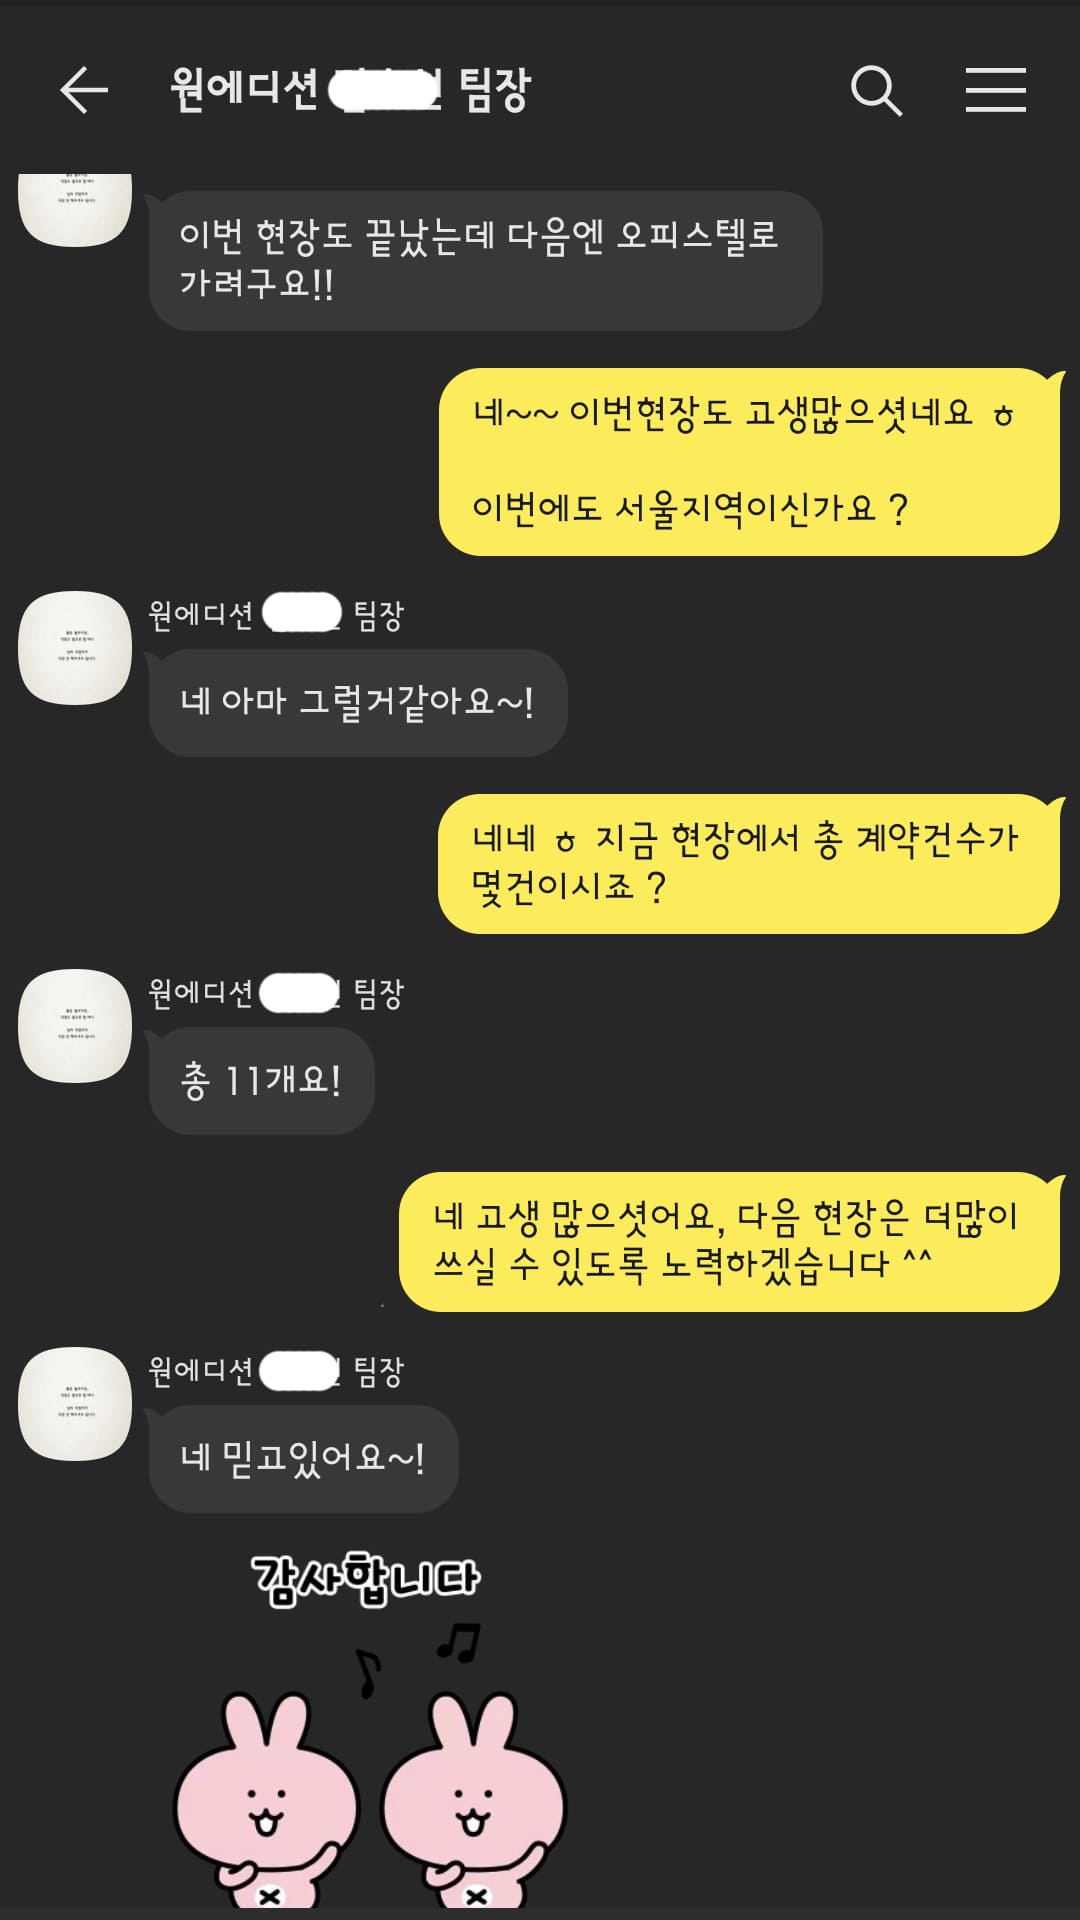 원에디션 팀장
이번 현장도 끝났는데 다음엔 오피스텔로
가려구요!!
네~~ 이번현장도 고생많으셧네요 ㅎ
이번에도 서울지역이신가요 ?
원에디션 팀장
네 아마 그럴거같아요~!
네네 ㅎ 지금 현장에서 총 계약건수가
몇건이시죠 ?
원에디션 팀장
총 11개요!
네 고생 많으셧어요, 다음 현장은 더많이
쓰실 수 있도록 노력하겠습니다 ^^
원에디션 팀장
네 믿고있어요~!
감사합니다